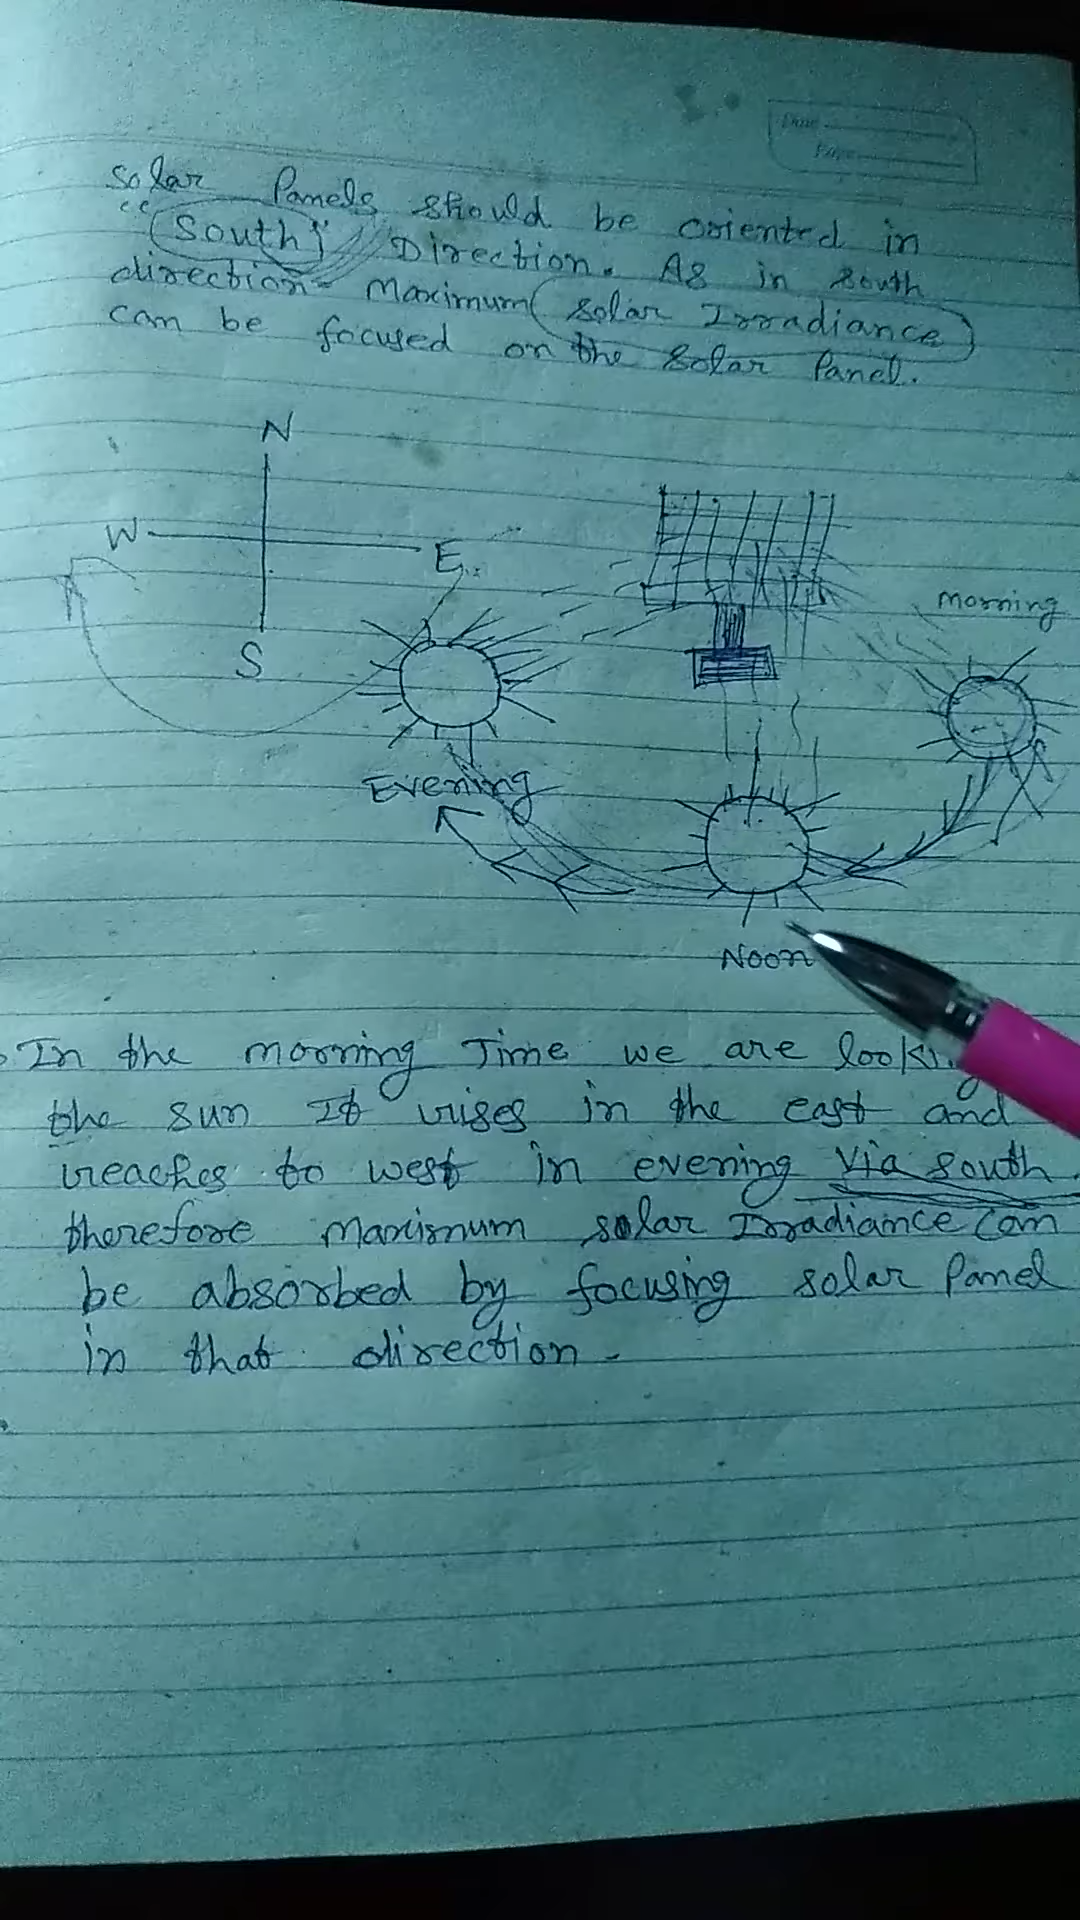 Date
Page
Solar Panels should be oriented in
"South" Direction. As in south
direction maximum solar Irradiance
can be focused on the solar Panel.
N
W
E
S
morning
Evening
Noon
In the morning Time we are looking
the sun It rises in the east and
reaches to west in evening via south.
therefore maximum solar Irradiance can
be absorbed by focusing solar Panel
in that direction.